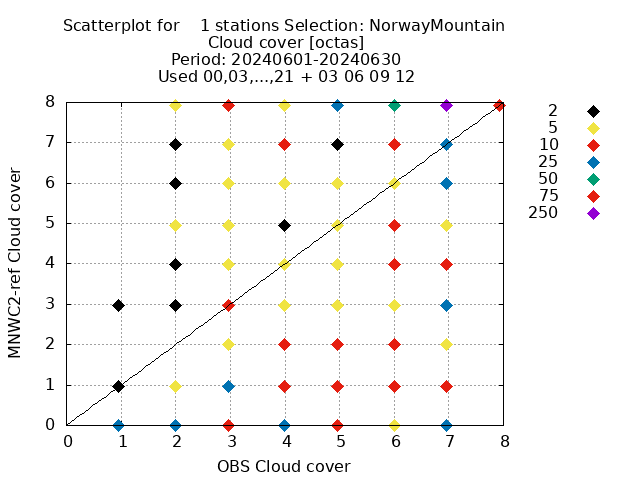 Scatterplot for 1 stations Selection: NorwayMountain
Cloud cover [octas]
Period: 20240601-20240630
Used 00,03,...,21 + 03 06 09 12
8
7
6
5
4
3
2
1
0
MNWC2-ref Cloud cover
0 1 2 3 4 5 6 7 8
OBS Cloud cover
2
5
10
25
50
75
250